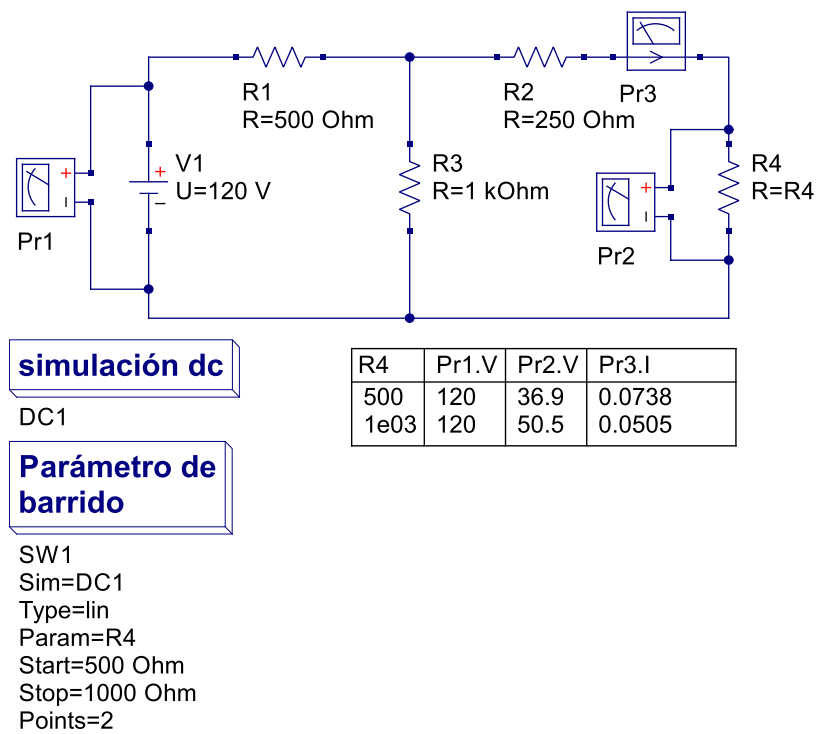 R1
R=500 Ohm
R2
R=250 Ohm
Pr3
V1
U=120 V
R3
R=1 kOhm
R4
R=R4
Pr1
Pr2
simulación dc
DC1
R4 Pr1.V Pr2.V Pr3.I
500 120 36.9 0.0738
1e03 120 50.5 0.0505
Parámetro de
barrido
SW1
Sim=DC1
Type=lin
Param=R4
Start=500 Ohm
Stop=1000 Ohm
Points=2